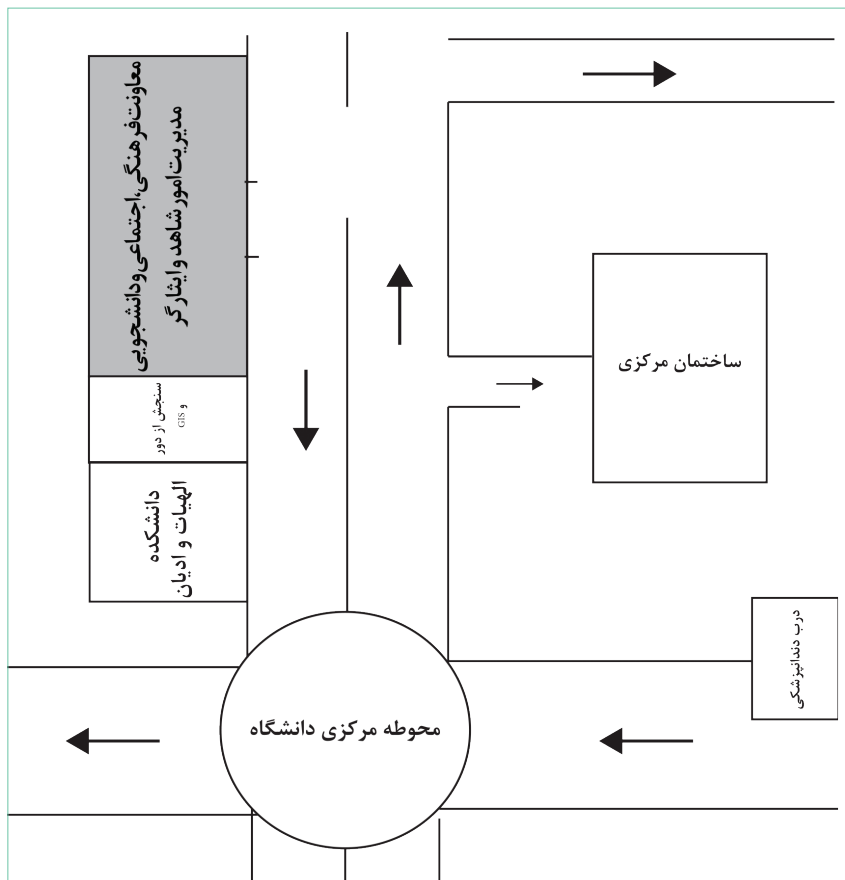 معاونت فرهنگی، اجتماعی و دانشجویی
مدیریت امور شاهد و ایثارگر
سنجش از دور
و GIS
دانشکده
الهیات و ادیان
ساختمان مرکزی
درب دندانپزشکی
محوطه مرکزی دانشگاه